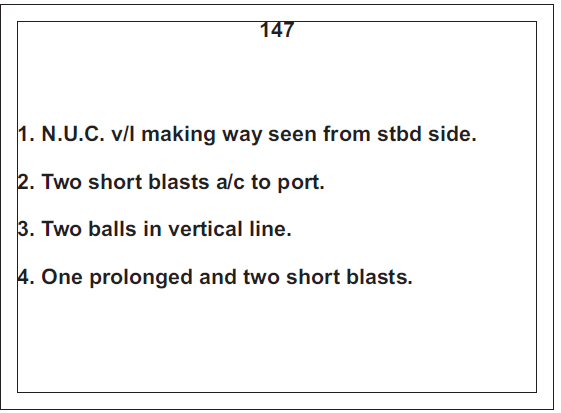 147
1. N.U.C. v/l making way seen from stbd side.
2. Two short blasts a/c to port.
3. Two balls in vertical line.
4. One prolonged and two short blasts.